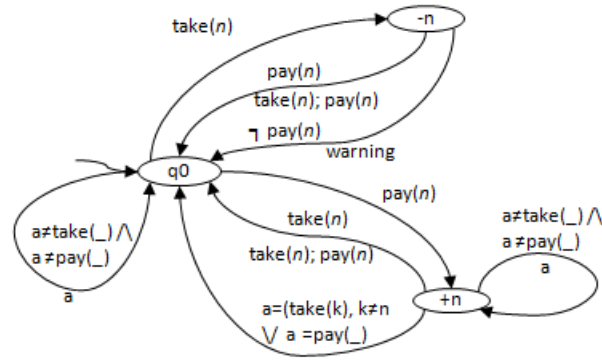 take(n)
-n
pay(n)
take(n); pay(n)
ㄱ pay(n)
warning
q0
pay(n)
a≠take(_) /\
a ≠pay(_)
a
take(n)
take(n); pay(n)
a≠take(_) /\
a ≠pay(_)
a
a=(take(k), k≠n
\/ a =pay(_)
+n